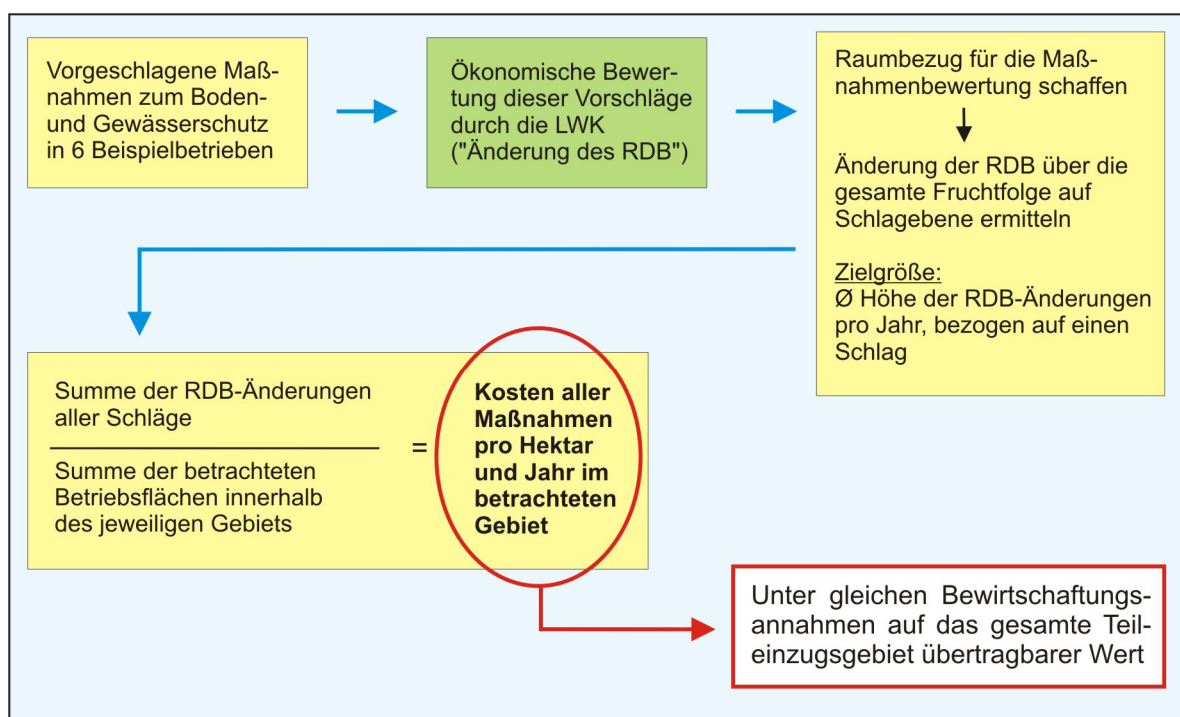 Vorgeschlagene Maß-
nahmen zum Boden-
und Gewässerschutz
in 6 Beispielbetrieben
Ökonomische Bewer-
tung dieser Vorschläge
durch die LWK
("Änderung des RDB")
Raumbezug für die Maß-
nahmenbewertung schaffen
Änderung der RDB über die
gesamte Fruchtfolge auf
Schlagebene ermitteln
Zielgröße:
Ø Höhe der RDB-Änderungen
pro Jahr, bezogen auf einen
Schlag
Summe der RDB-Änderungen
aller Schläge
Summe der betrachteten
Betriebsflächen innerhalb
des jeweiligen Gebiets
=
Kosten aller
Maßnahmen
pro Hektar
und Jahr im
betrachteten
Gebiet
Unter gleichen Bewirtschaftungs-
annahmen auf das gesamte Teil-
einzugsgebiet übertragbarer Wert